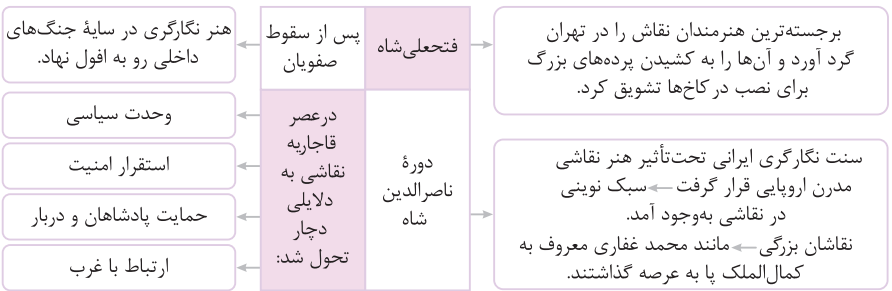 برجسته‌ترین هنرمندان نقاش را در تهران
گرد آورد و آن‌ها را به کشیدن پرده‌های بزرگ
برای نصب در کاخ‌ها تشویق کرد.
فتحعلی‌شاه
پس از سقوط
صفویان
هنر نگارگری در سایۀ جنگ‌های
داخلی رو به افول نهاد.
سنت نگارگری ایرانی تحت‌تأثیر هنر نقاشی
مدرن اروپایی قرار گرفت ← سبک نوینی
در نقاشی به‌وجود آمد.
نقاشان بزرگی ← مانند محمد غفاری معروف به
کمال‌الملک پا به عرصه گذاشتند.
دورۀ
ناصرالدین
شاه
درعصر
قاجاریه
نقاشی به
دلایلی
دچار
تحول شد:
وحدت سیاسی
استقرار امنیت
حمایت پادشاهان و دربار
ارتباط با غرب